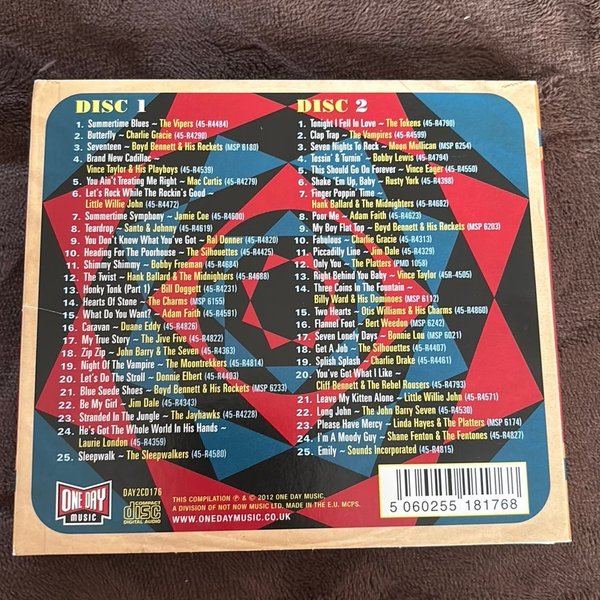 DISC 1
1. Summertime Blues ~ The Vipers (45-R4484)
2. Butterfly ~ Charlie Gracie (45-R4290)
3. Seventeen ~ Boyd Bennett & His Rockets (MSP 6180)
4. Brand New Cadillac ~
Vince Taylor & His Playboys (45-R4539)
5. You Ain't Treating Me Right ~ Mac Curtis (45-R4279)
6. Let's Rock While The Rockin's Good ~
Little Willie John (45-R4472)
7. Summertime Symphony ~ Jamie Coe (45-R4600)
8. Teardrop ~ Santo & Johnny (45-R4619)
9. You Don't Know What You've Got ~ Ral Donner (45-R4820)
10. Heading For The Poorhouse ~ The Silhouettes (45-R4425)
11. Shimmy Shimmy ~ Bobby Freeman (45-R4684)
12. The Twist ~ Hank Ballard & The Midnighters (45-R4688)
13. Honky Tonk (Part 1) ~ Bill Doggett (45-R4231)
14. Hearts Of Stone ~ The Charms (MSP 6155)
15. What Do You Want? ~ Adam Faith (45-R4591)
16. Caravan ~ Duane Eddy (45-R4826)
17. My True Story ~ The Jive Five (45-R4822)
18. Zip Zip ~ John Barry & The Seven (45-R4363)
19. Night Of The Vampire ~ The Moontrekkers (45-R4814)
20. Let's Do The Stroll ~ Donnie Elbert (45-R4403)
21. Blue Suede Shoes ~ Boyd Bennett & His Rockets (MSP 6233)
22. Be My Girl ~ Jim Dale (45-R4343)
23. Stranded In The Jungle ~ The Jayhawks (45-R4228)
24. He's Got The Whole World In His Hands ~
Laurie London (45-R4359)
25. Sleepwalk ~ The Sleepwalkers (45-R4580)
DISC 2
1. Tonight I Fell In Love ~ The Tokens (45-R4790)
2. Clap Trap ~ The Vampires (45-R4599)
3. Seven Nights To Rock ~ Moon Mullican (MSP 6254)
4. Tossin' & Turnin' ~ Bobby Lewis (45-R4794)
5. This Should Go On Forever ~ Vince Eager (45-R4550)
6. Shake 'Em Up, Baby ~ Rusty York (45-R4398)
7. Finger Poppin' Time ~
Hank Ballard & The Midnighters (45-R4682)
8. Poor Me ~ Adam Faith (45-R4623)
9. My Boy Flat Top ~ Boyd Bennett & His Rockets (MSP 6203)
10. Fabulous ~ Charlie Gracie (45-R4313)
11. Piccadilly Line ~ Jim Dale (45-R4329)
12. Only You ~ The Platters (PMD 1058)
13. Right Behind You Baby ~ Vince Taylor (45R-4505)
14. Three Coins In The Fountain ~
Billy Ward & His Dominoes (MSP 6112)
15. Two Hearts ~ Otis Williams & His Charms (45-R4860)
16. Flannel Foot ~ Bert Weedon (MSP 6242)
17. Seven Lonely Days ~ Bonnie Lou (MSP 6021)
18. Get A Job ~ The Silhouettes (45-R4407)
19. Splish Splash ~ Charlie Drake (45-R4461)
20. You've Got What I Like ~
Cliff Bennett & The Rebel Rousers (45-R4793)
21. Leave My Kitten Alone ~ Little Willie John (45-R4571)
22. Long John ~ The John Barry Seven (45-R4530)
23. Please Have Mercy ~ Linda Hayes & The Platters (MSP 6174)
24. I'm A Moody Guy ~ Shane Fenton & The Fentones (45-R4827)
25. Emily ~ Sounds Incorporated (45-R4815)
ONE DAY
MUSIC
DAY2CD176
COMPACT
disc
DIGITAL AUDIO
THIS COMPILATION ℗ & © 2012 ONE DAY MUSIC,
A DIVISION OF NOT NOW MUSIC LTD. MADE IN THE E.U. MCPS.
WWW.ONEDAYMUSIC.CO.UK
5 060255 181768